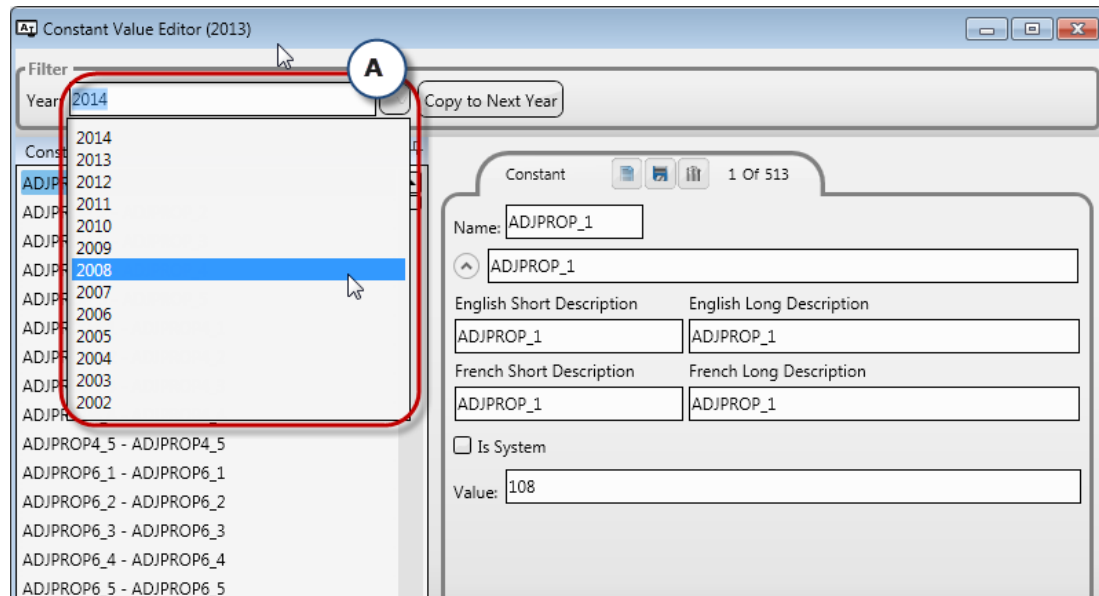 AI Constant Value Editor (2013)
Filter
A
Year: 2014
Copy to Next Year
2014
2013
2012
2011
2010
2009
2008
2007
2006
2005
2004
2003
2002
Const
ADJPR
ADJPR
ADJPR
ADJPR
ADJPR
ADJPR
ADJPR
ADJPR
ADJPR
ADJPROP4_5 - ADJPROP4_5
ADJPROP6_1 - ADJPROP6_1
ADJPROP6_2 - ADJPROP6_2
ADJPROP6_3 - ADJPROP6_3
ADJPROP6_4 - ADJPROP6_4
ADJPROP6_5 - ADJPROP6_5
Constant 1 Of 513
Name: ADJPROP_1
ADJPROP_1
English Short Description English Long Description
ADJPROP_1 ADJPROP_1
French Short Description French Long Description
ADJPROP_1 ADJPROP_1
Is System
Value: 108